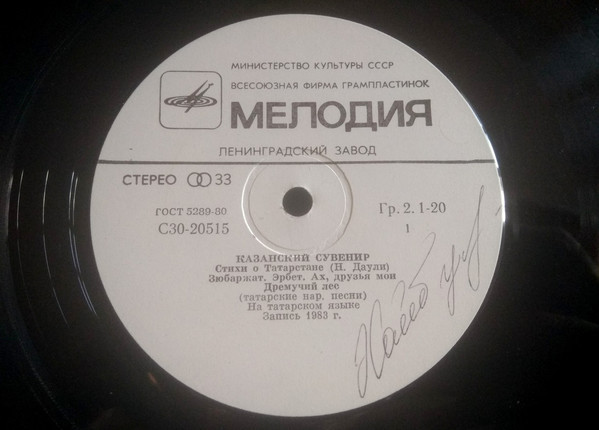 МИНИСТЕРСТВО КУЛЬТУРЫ СССР
ВСЕСОЮЗНАЯ ФИРМА ГРАМПЛАСТИНОК
МЕЛОДИЯ
ЛЕНИНГРАДСКИЙ ЗАВОД
СТЕРЕО 33
ГОСТ 5289-80
С30-20515
Гр. 2. 1-20
1
КАЗАНСКИЙ СУВЕНИР
Стихи о Татарстане (Н. Даули)
Зюбаржат. Эрбет. Ах, друзья мои
Дремучий лес
(татарские нар. песни)
На татарском языке
Запись 1983 г.